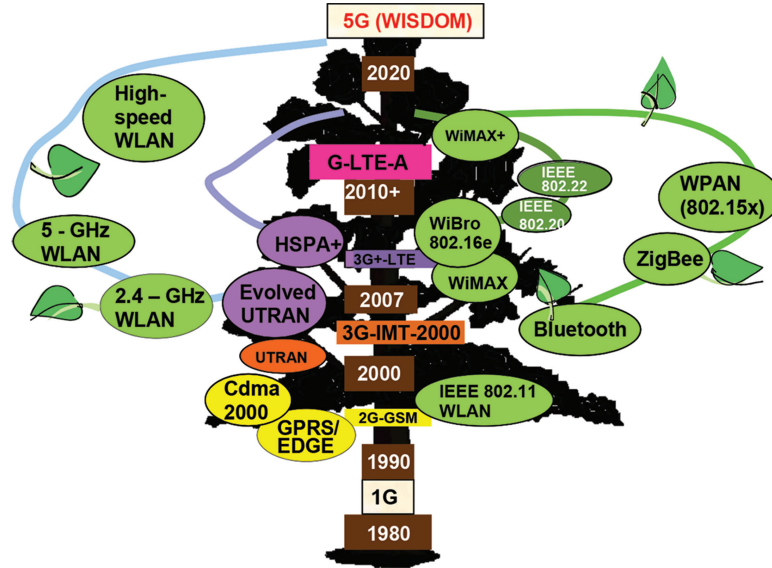 5G (WISDOM)
2020
High-
speed
WLAN
WiMAX+
G-LTE-A
IEEE
802.22
2010+
WPAN
(802.15x)
IEEE
802.20
WiBro
802.16e
5 - GHz
WLAN
HSPA+
3G+-LTE
ZigBee
WiMAX
2.4 – GHz
WLAN
Evolved
UTRAN
2007
Bluetooth
3G-IMT-2000
UTRAN
2000
Cdma
2000
IEEE 802.11
WLAN
2G-GSM
GPRS/
EDGE
1990
1G
1980